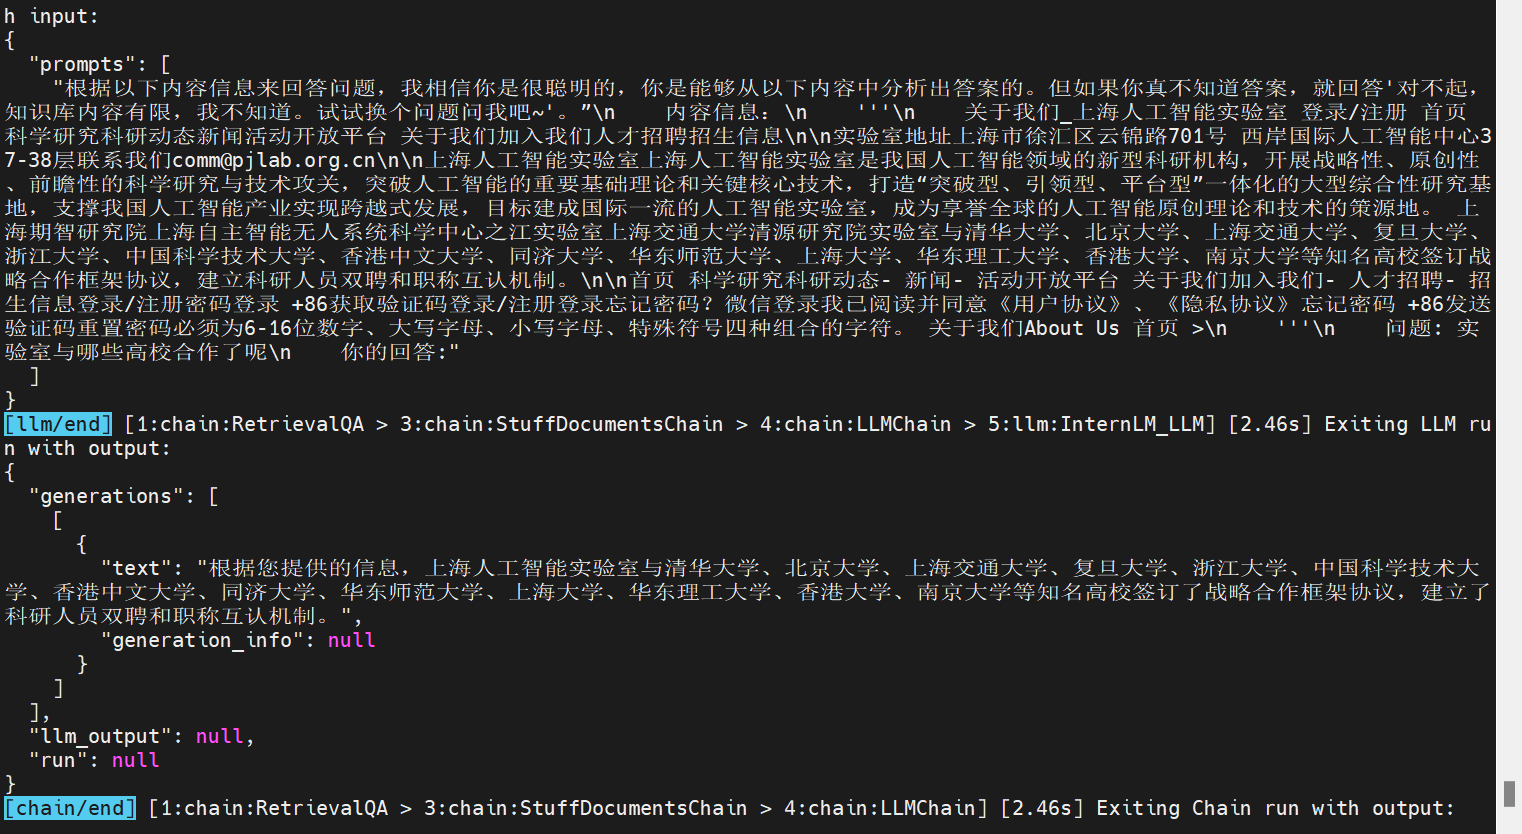 h input:
{
  "prompts": [
    "根据以下内容信息来回答问题，我相信你是很聪明的，你是能够从以下内容中分析出答案的。但如果你真不知道答案，就回答'对不起，
知识库内容有限，我不知道。试试换个问题问我吧~'。”\n    内容信息：\n    '''\n    关于我们_上海人工智能实验室 登录/注册 首页
科学研究科研动态新闻活动开放平台 关于我们加入我们人才招聘招生信息\n\n实验室地址上海市徐汇区云锦路701号 西岸国际人工智能中心3
7-38层联系我们comm@pjlab.org.cn\n\n上海人工智能实验室上海人工智能实验室是我国人工智能领域的新型科研机构，开展战略性、原创性
、前瞻性的科学研究与技术攻关，突破人工智能的重要基础理论和关键核心技术，打造“突破型、引领型、平台型”一体化的大型综合性研究基
地，支撑我国人工智能产业实现跨越式发展，目标建成国际一流的人工智能实验室，成为享誉全球的人工智能原创理论和技术的策源地。 上
海期智研究院上海自主智能无人系统科学中心之江实验室上海交通大学清源研究院实验室与清华大学、北京大学、上海交通大学、复旦大学、
浙江大学、中国科学技术大学、香港中文大学、同济大学、华东师范大学、上海大学、华东理工大学、香港大学、南京大学等知名高校签订战
略合作框架协议，建立科研人员双聘和职称互认机制。\n\n首页 科学研究科研动态- 新闻- 活动开放平台 关于我们加入我们- 人才招聘- 招
生信息登录/注册密码登录 +86获取验证码登录/注册登录忘记密码？微信登录我已阅读并同意《用户协议》、《隐私协议》忘记密码 +86发送
验证码重置密码必须为6-16位数字、大写字母、小写字母、特殊符号四种组合的字符。 关于我们About Us 首页 >\n    '''\n    问题: 实
验室与哪些高校合作了呢\n    你的回答:"
  ]
}
[llm/end] [1:chain:RetrievalQA > 3:chain:StuffDocumentsChain > 4:chain:LLMChain > 5:llm:InternLM_LLM] [2.46s] Exiting LLM ru
n with output:
{
  "generations": [
    [
      {
        "text": "根据您提供的信息，上海人工智能实验室与清华大学、北京大学、上海交通大学、复旦大学、浙江大学、中国科学技术大
学、香港中文大学、同济大学、华东师范大学、上海大学、华东理工大学、香港大学、南京大学等知名高校签订了战略合作框架协议，建立了
科研人员双聘和职称互认机制。",
        "generation_info": null
      }
    ]
  ],
  "llm_output": null,
  "run": null
}
[chain/end] [1:chain:RetrievalQA > 3:chain:StuffDocumentsChain > 4:chain:LLMChain] [2.46s] Exiting Chain run with output: